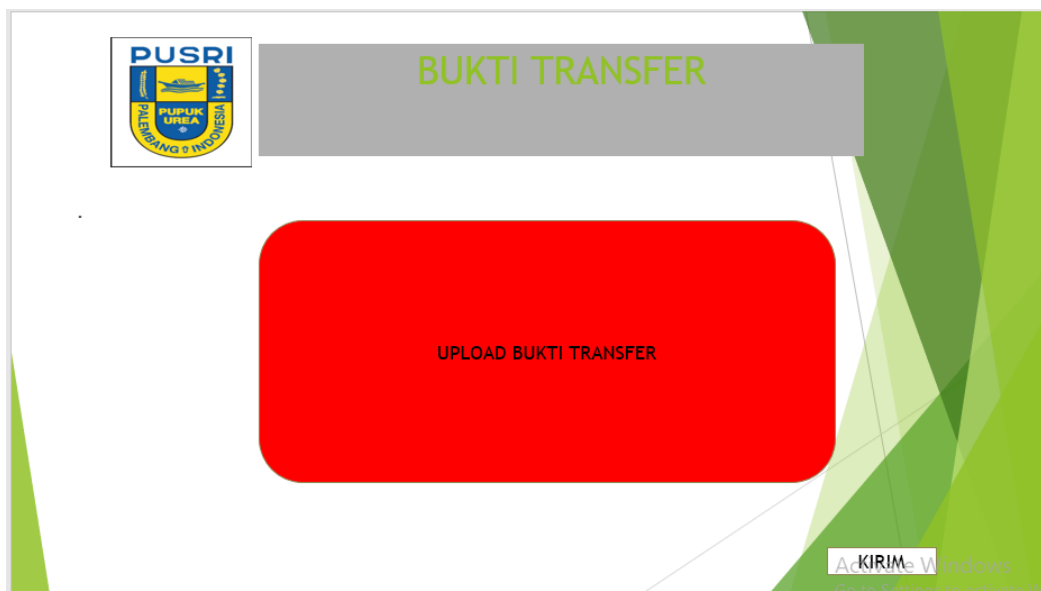 PUSRI
PUPUK
UREA
PALEMBANG INDONESIA
BUKTI TRANSFER
.
UPLOAD BUKTI TRANSFER
KIRIM
Activate Windows